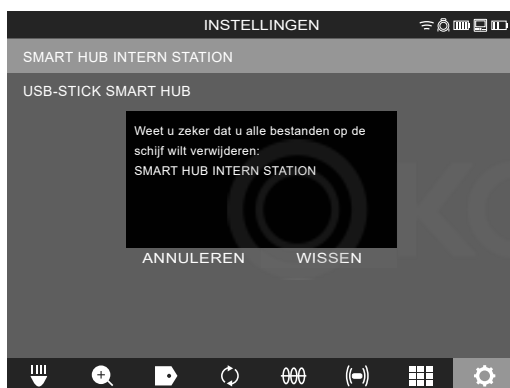 INSTELLINGEN
SMART HUB INTERN STATION
USB-STICK SMART HUB
Weet u zeker dat u alle bestanden op de
schijf wilt verwijderen:
SMART HUB INTERN STATION
ANNULEREN WISSEN